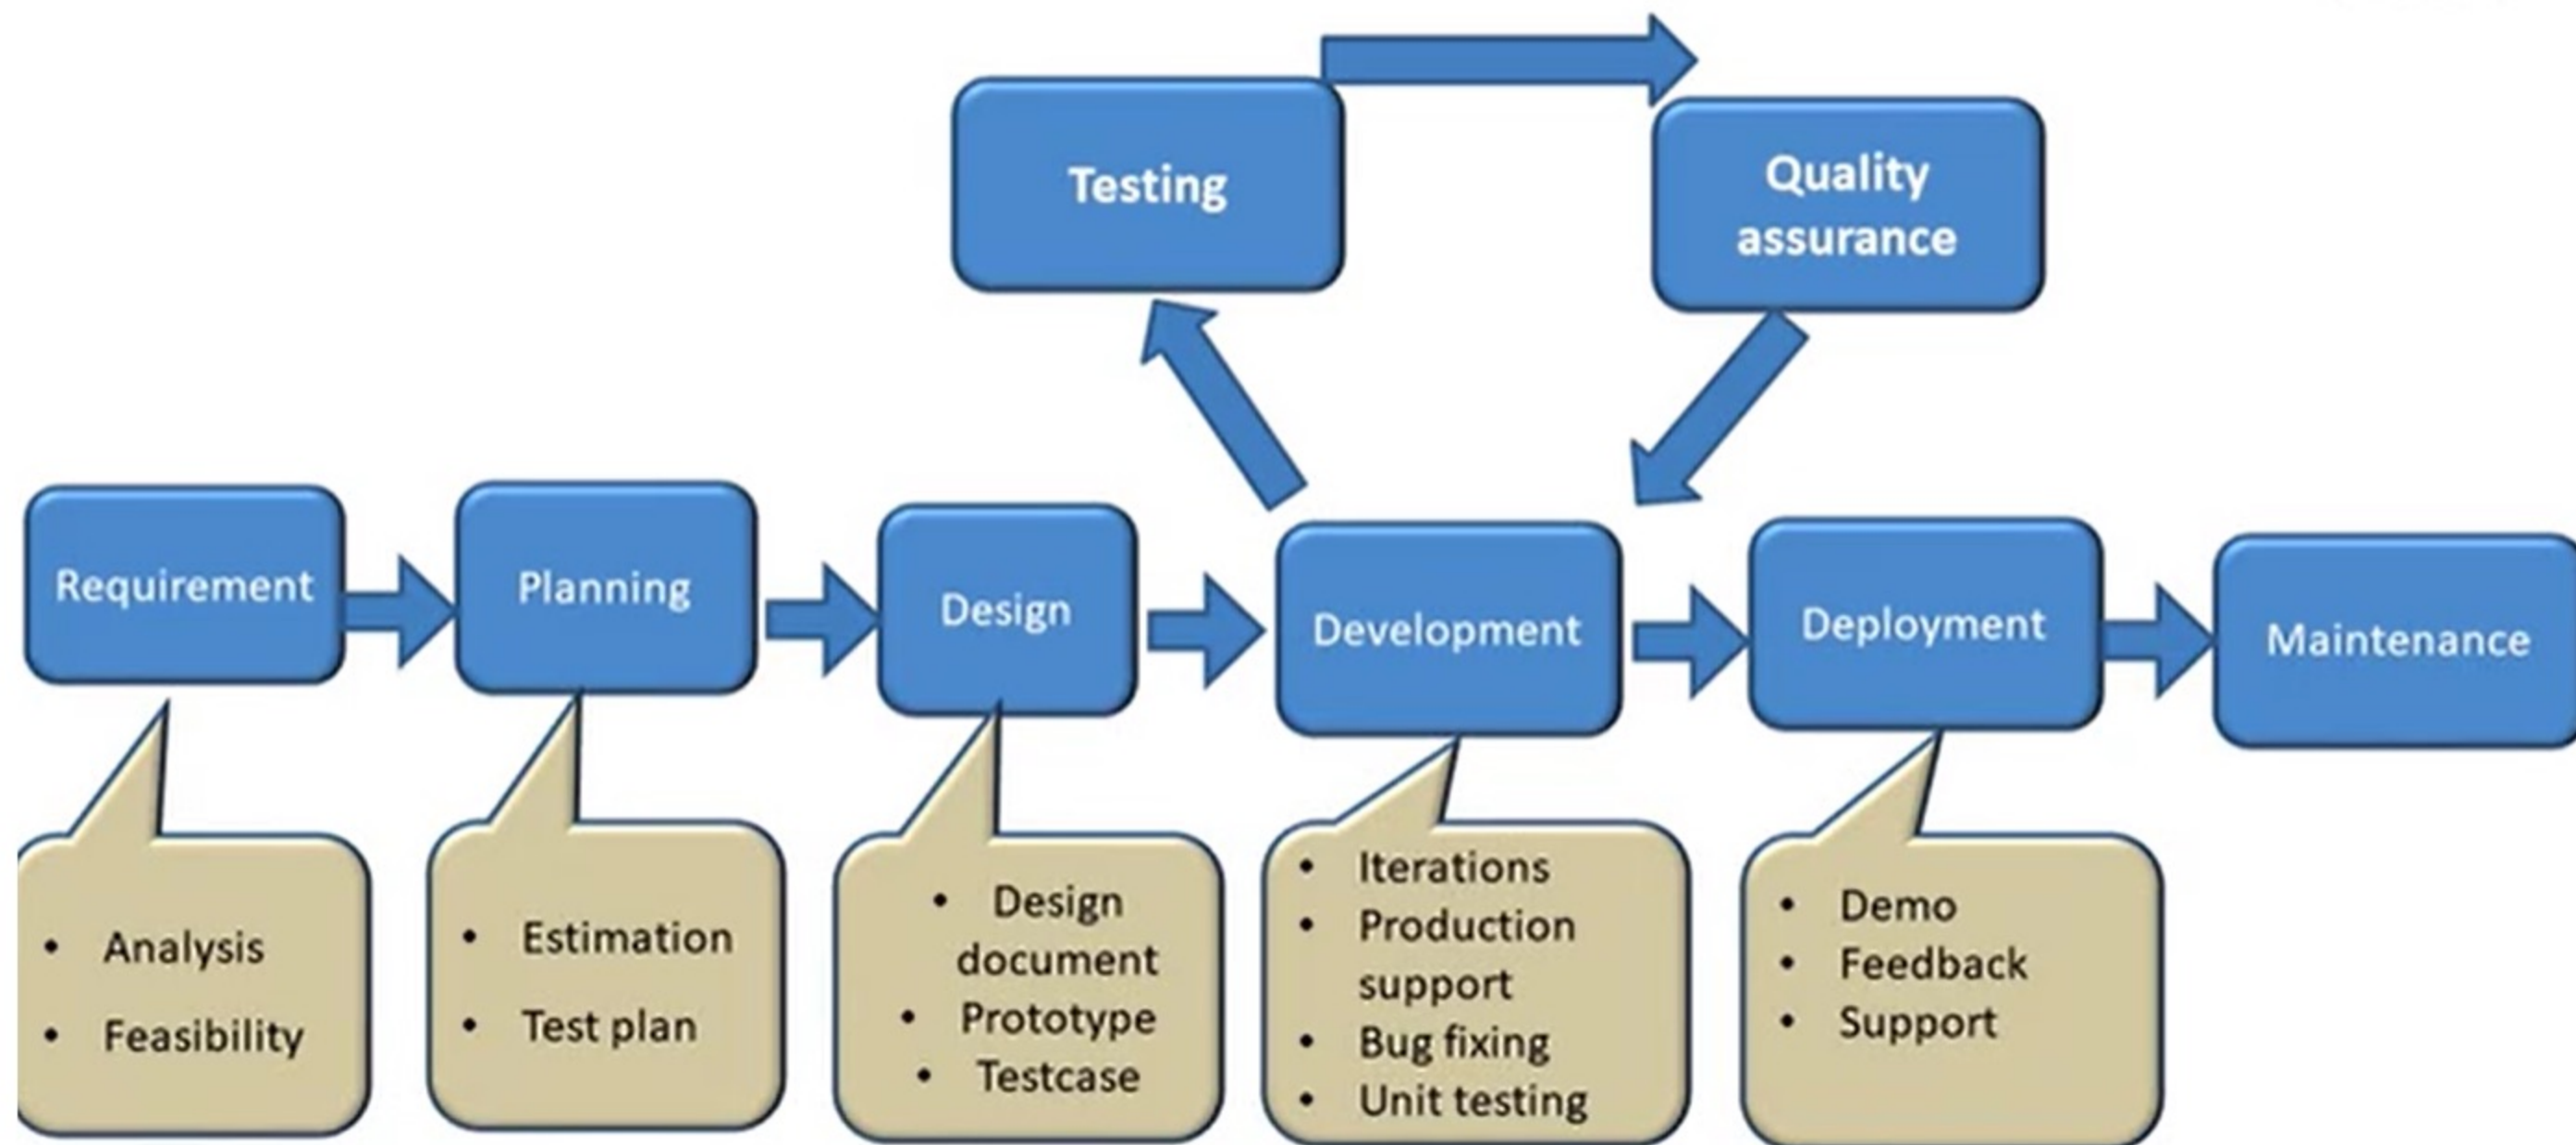 Testing
Quality
assurance
Requirement
Planning
Design
Development
Deployment
Maintenance
• Analysis
• Feasibility
• Estimation
• Test plan
• Design
document
• Prototype
• Testcase
• Iterations
• Production
support
• Bug fixing
• Unit testing
• Demo
• Feedback
• Support